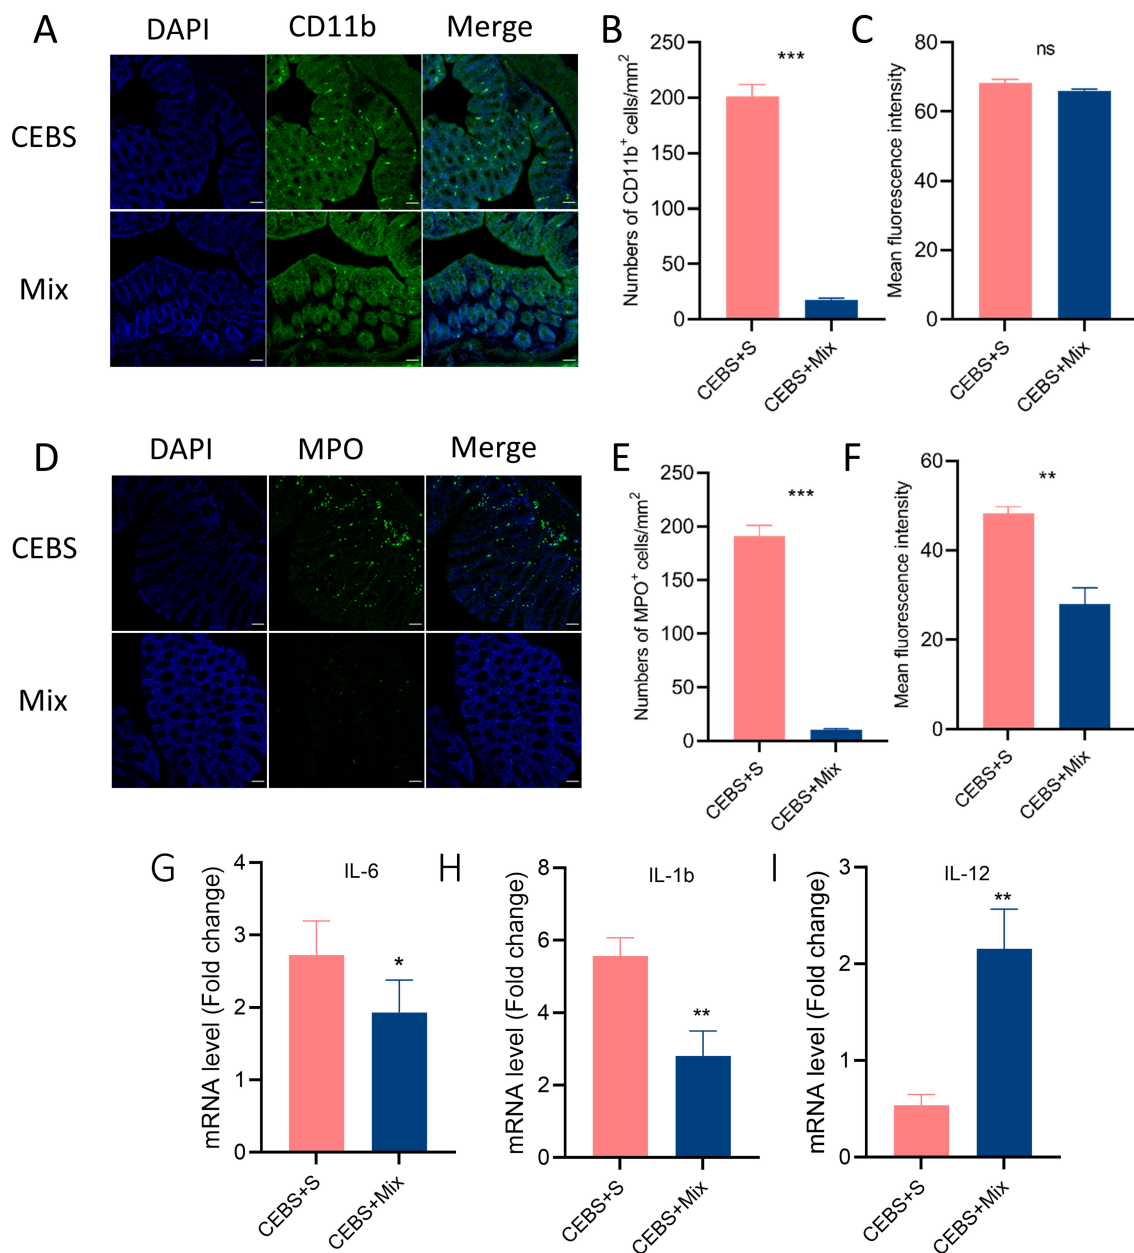 A
DAPI
CD11b
Merge
CEBS
Mix
B
Numbers of CD11b⁺ cells/mm²
250
200
150
100
50
0
***
CEBS+S
CEBS+Mix
C
Mean fluorescence intensity
80
60
40
20
0
ns
CEBS+S
CEBS+Mix
D
DAPI
MPO
Merge
CEBS
Mix
E
Numbers of MPO⁺ cells/mm²
250
200
150
100
50
0
***
CEBS+S
CEBS+Mix
F
Mean fluorescence intensity
60
40
20
0
**
CEBS+S
CEBS+Mix
G
IL-6
mRNA level (Fold change)
4
3
2
1
0
*
CEBS+S
CEBS+Mix
H
IL-1b
mRNA level (Fold change)
8
6
4
2
0
**
CEBS+S
CEBS+Mix
I
IL-12
mRNA level (Fold change)
3
2
1
0
**
CEBS+S
CEBS+Mix